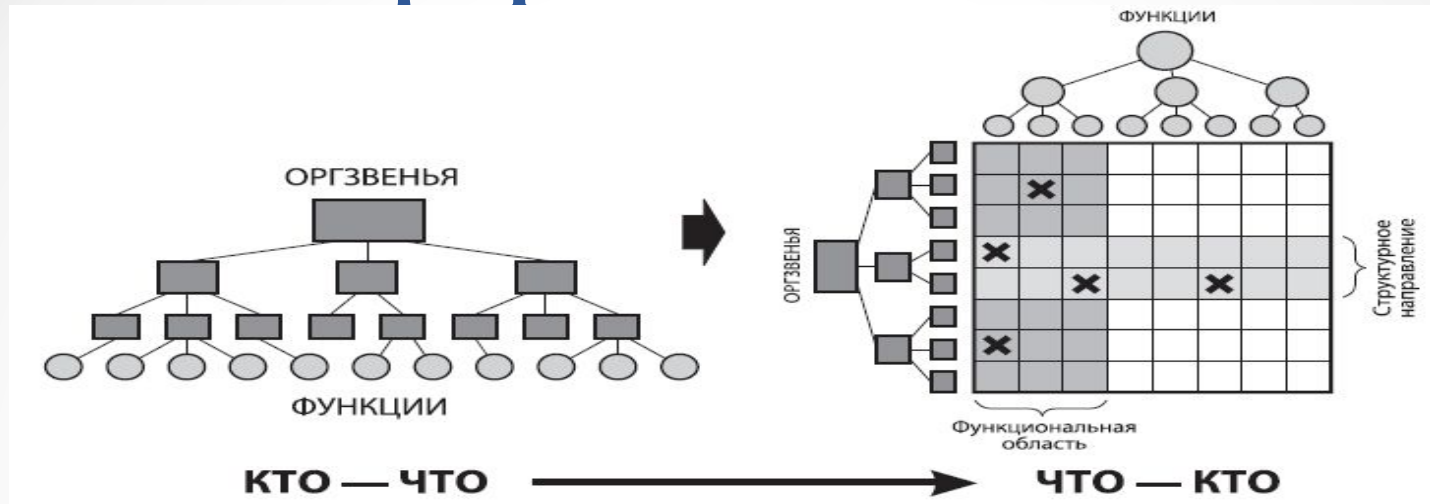 ФУНКЦИИ
ОРГЗВЕНЬЯ
ОРГЗВЕНЬЯ
Структурное
направление
ФУНКЦИИ
Функциональная
область
КТО — ЧТО
ЧТО — КТО